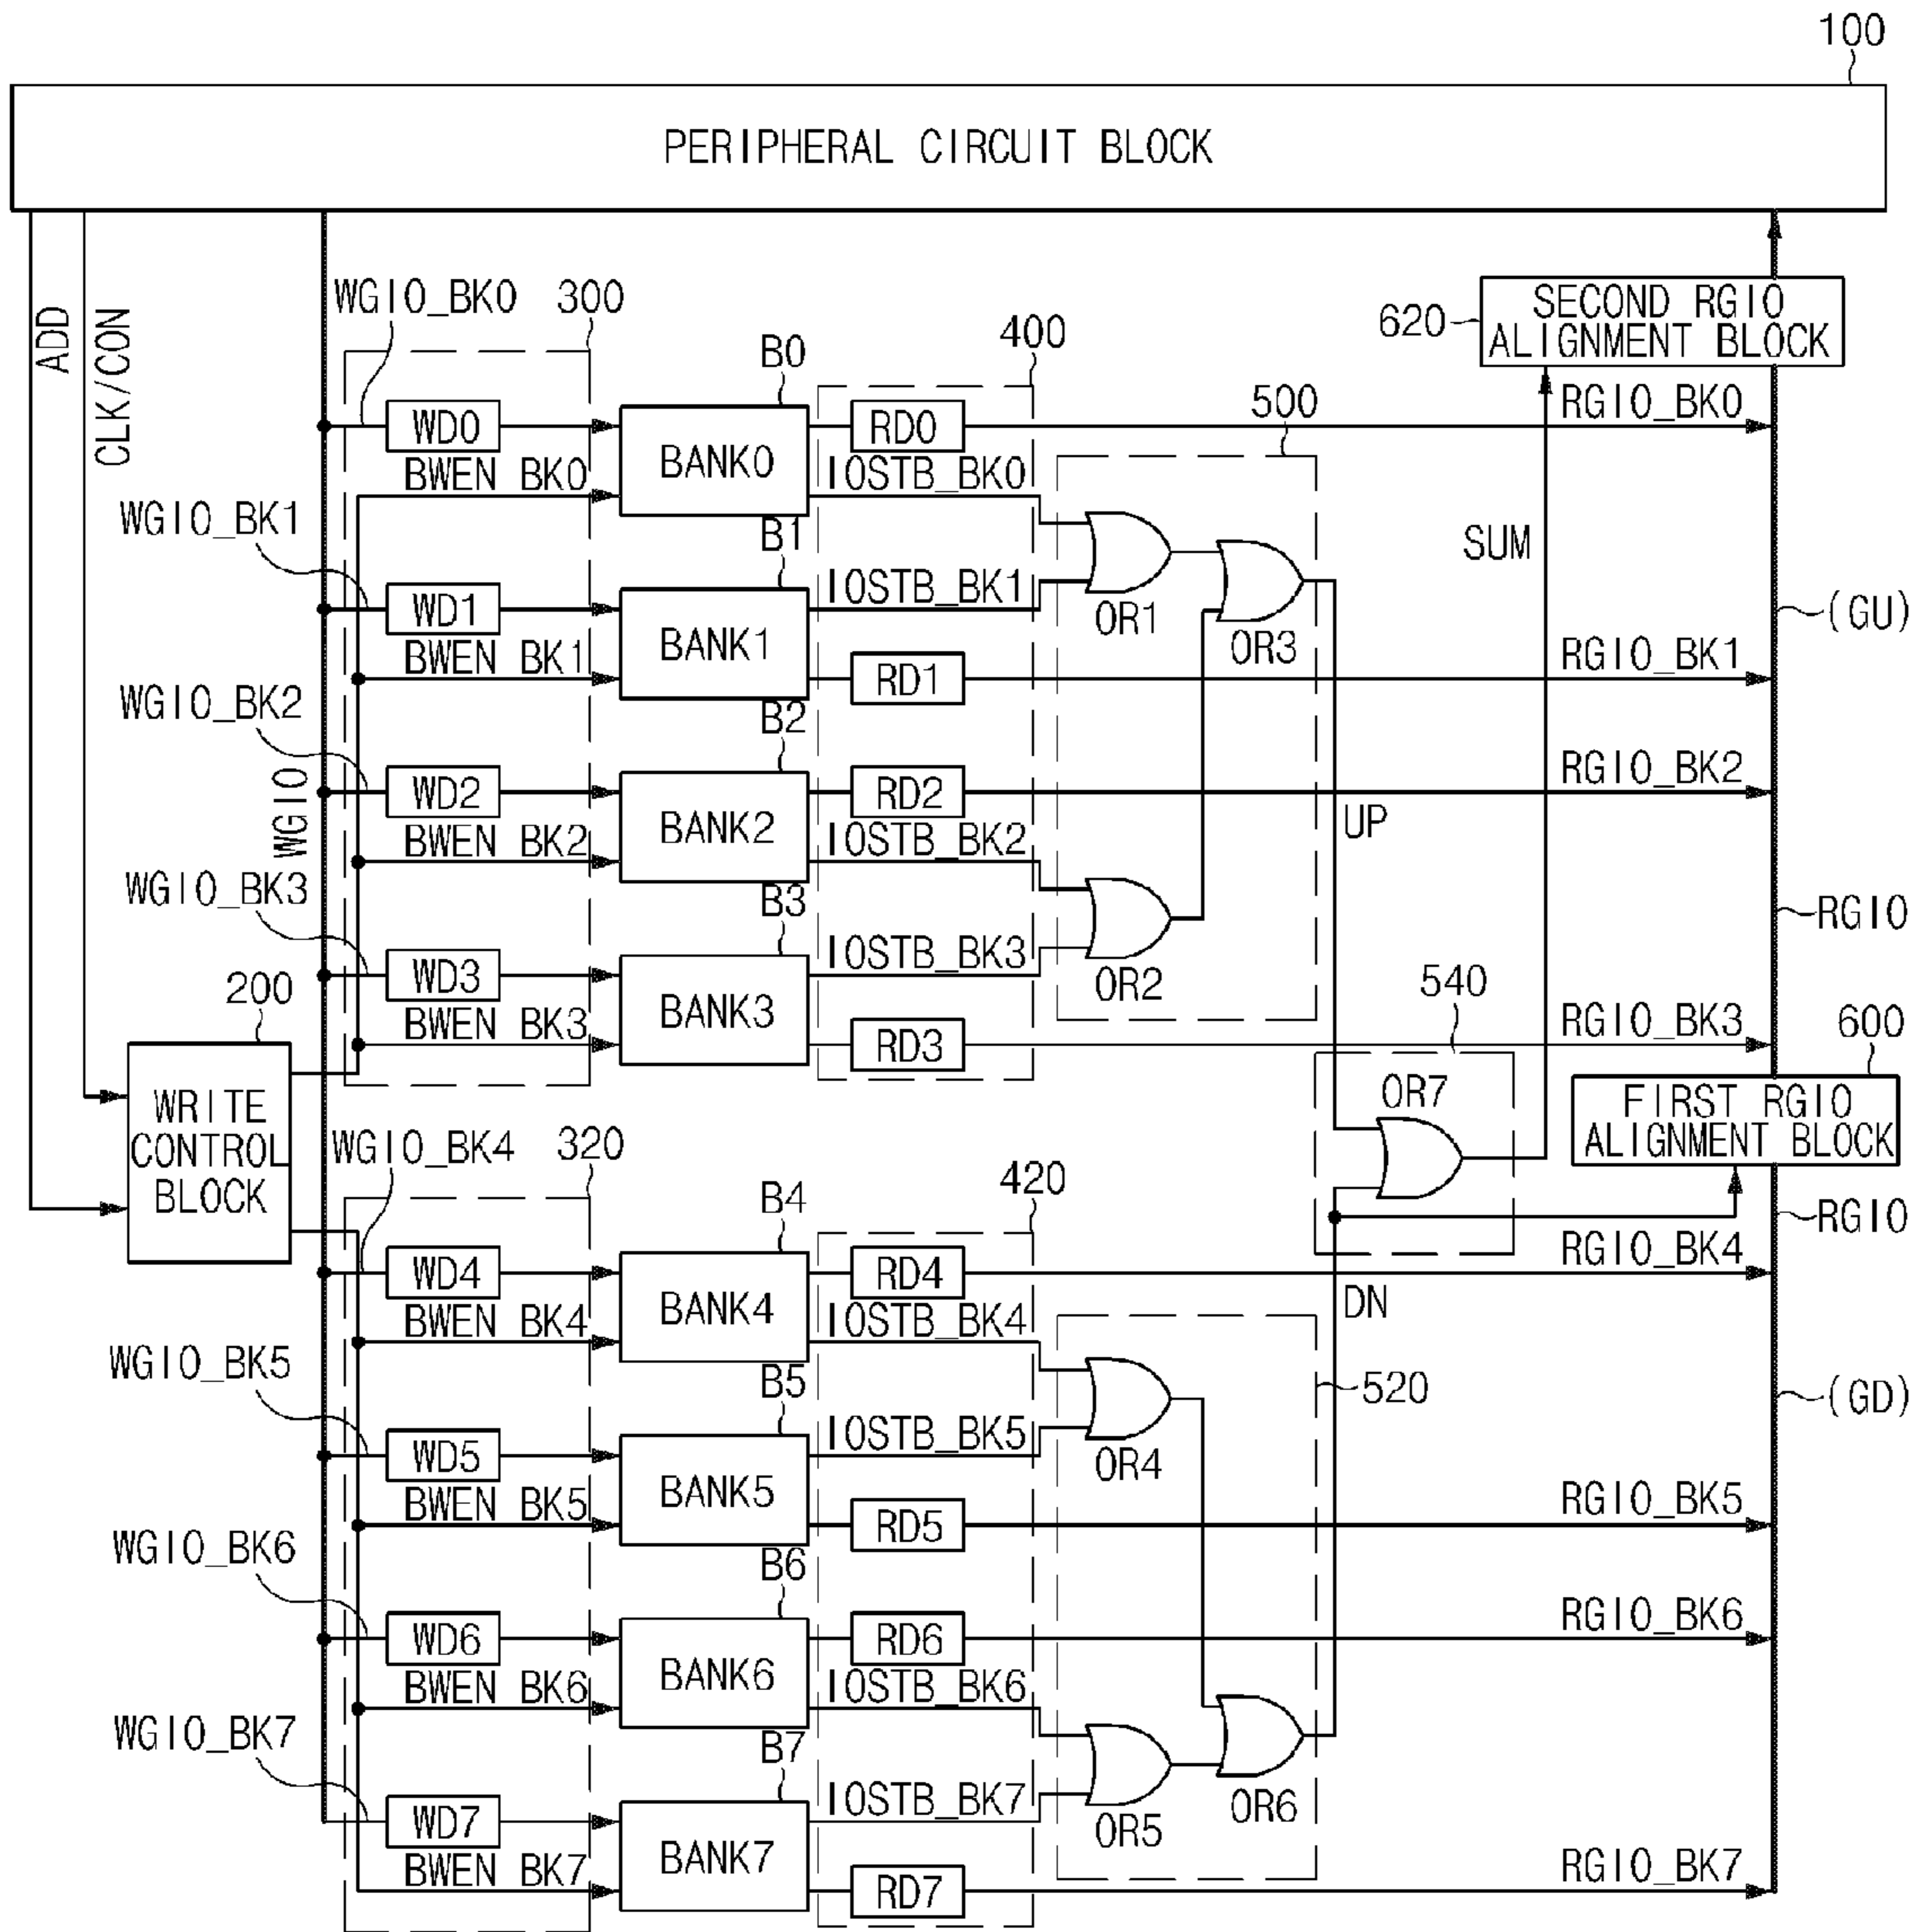 100
PERIPHERAL CIRCUIT BLOCK
ADD
CLK/CON
WGIO
WGIO_BK0
300
400
620
SECOND RGIO
ALIGNMENT BLOCK
B0
500
RGIO_BK0
WD0
BANK0
RD0
BWEN_BK0
IOSTB_BK0
WGIO_BK1
B1
SUM
WD1
IOSTB_BK1
OR1
OR3
(GU)
BANK1
BWEN_BK1
RD1
RGIO_BK1
WGIO_BK2
B2
WD2
RD2
RGIO_BK2
BANK2
UP
BWEN_BK2
IOSTB_BK2
WGIO_BK3
B3
RGIO
WD3
IOSTB_BK3
OR2
540
200
BANK3
BWEN_BK3
RD3
RGIO_BK3
600
WRITE
CONTROL
BLOCK
OR7
FIRST RGIO
ALIGNMENT BLOCK
WGIO_BK4
320
420
B4
RGIO
WD4
RD4
RGIO_BK4
BANK4
DN
BWEN_BK4
IOSTB_BK4
WGIO_BK5
B5
520
(GD)
WD5
IOSTB_BK5
OR4
BANK5
BWEN_BK5
RD5
RGIO_BK5
WGIO_BK6
B6
WD6
RD6
RGIO_BK6
BANK6
BWEN_BK6
IOSTB_BK6
WGIO_BK7
B7
WD7
IOSTB_BK7
OR5
OR6
BANK7
BWEN_BK7
RD7
RGIO_BK7